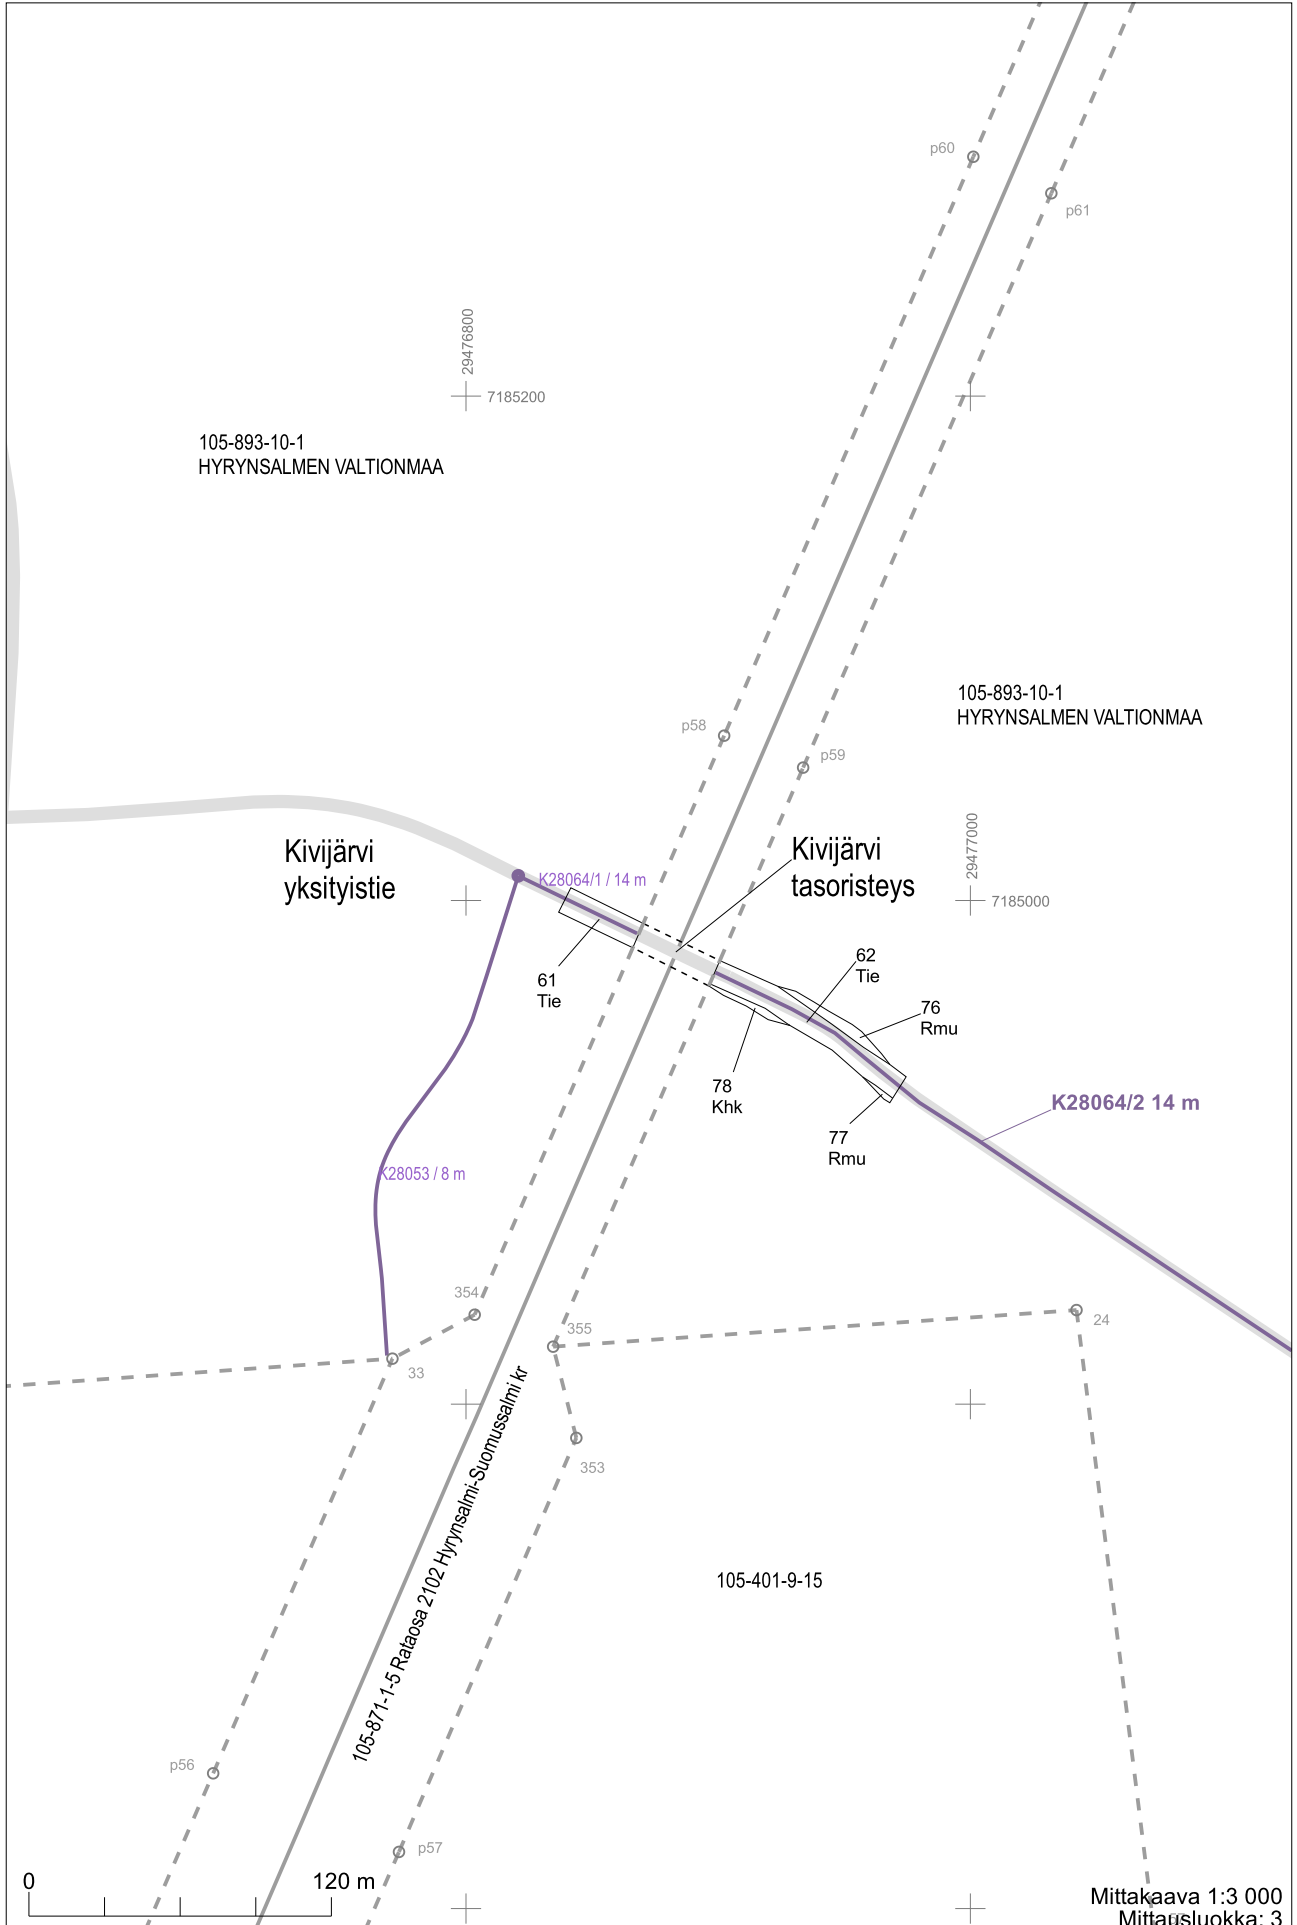 p60
p61
29476800
7185200
105-893-10-1
HYRYNSALMEN VALTIONMAA
105-893-10-1
HYRYNSALMEN VALTIONMAA
p58
p59
29477000
7185000
Kivijärvi
yksityistie
K28064/1 / 14 m
Kivijärvi
tasoristeys
61
Tie
62
Tie
76
Rmu
78
Khk
77
Rmu
K28064/2 14 m
K28053 / 8 m
354
355
24
33
353
105-871-1-5 Rataosa 2102 Hyrynsalmi-Suomussalmi kr
105-401-9-15
p56
p57
0
120 m
Mittakaava 1:3 000
Mittausluokka: 3